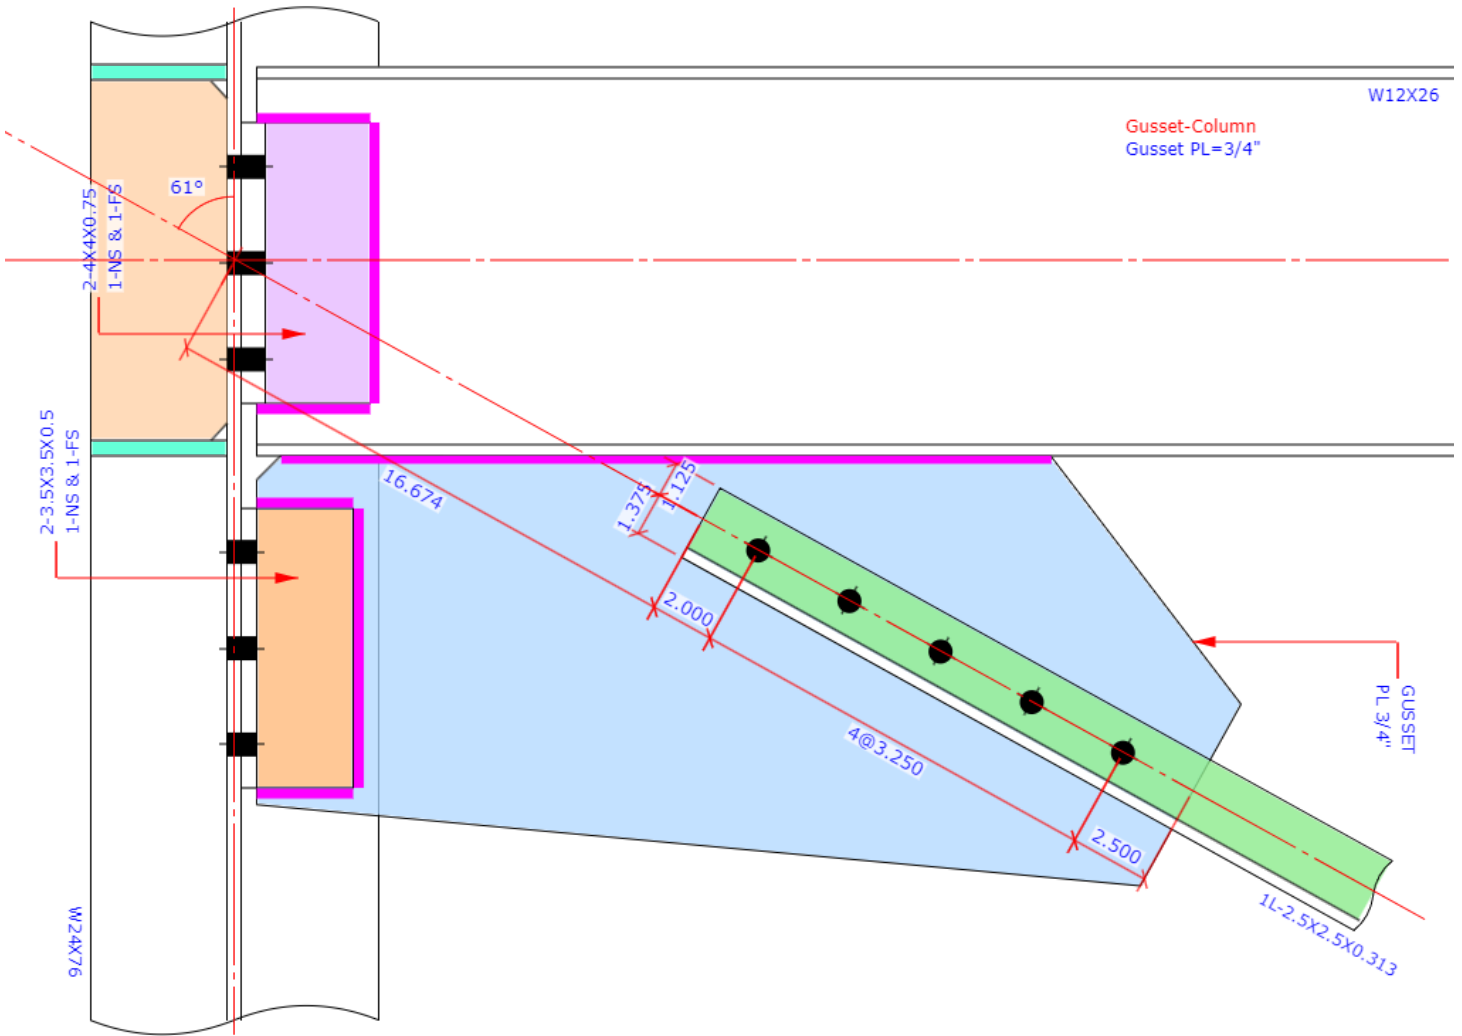 W12X26
Gusset-Column
Gusset PL=3/4"
61°
2-4X4X0.75
1-NS & 1-FS
2-3.5X3.5X0.5
1-NS & 1-FS
16.674
1.375
1.125
2.000
4@3.250
2.500
GUSSET
PL 3/4"
1L-2.5X2.5X0.313
W24X76